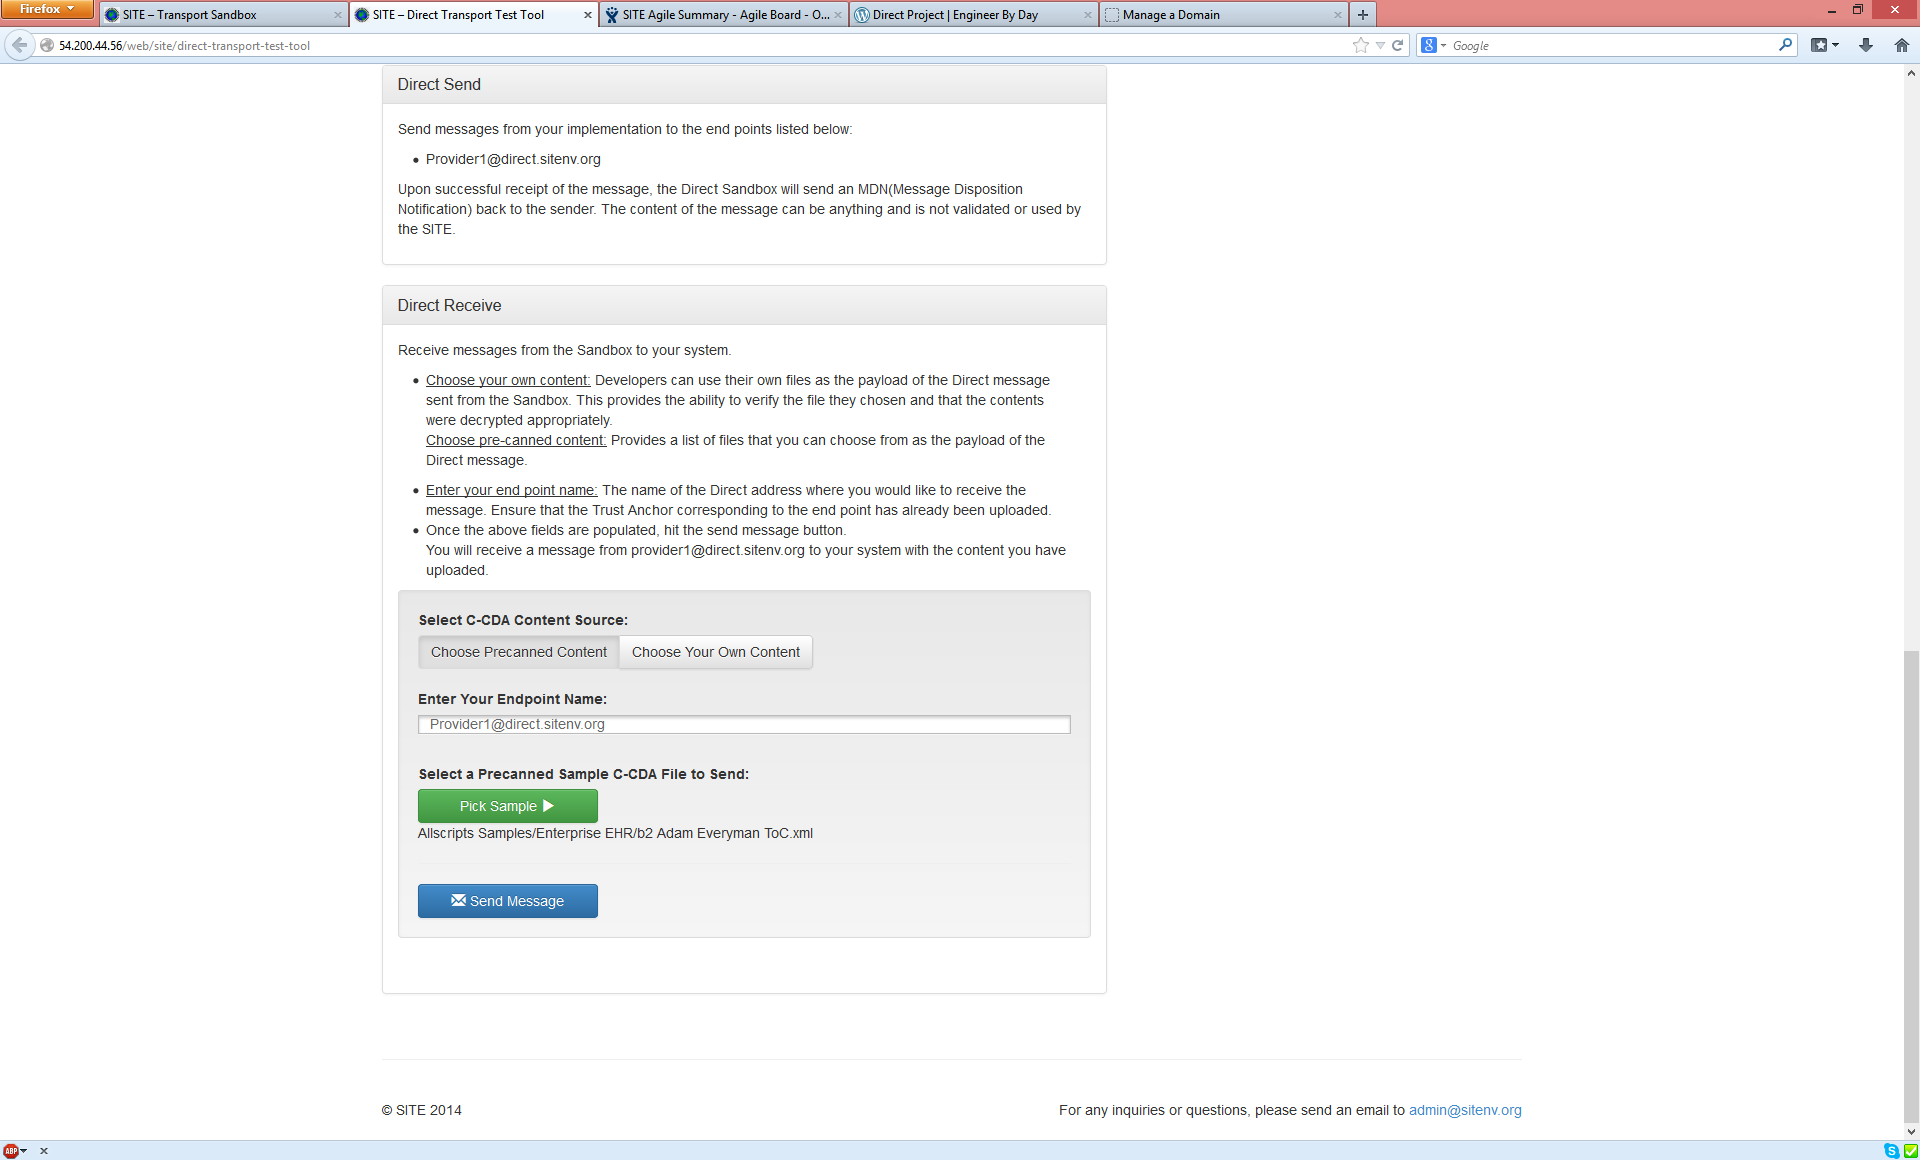 Firefox
SITE – Transport Sandbox
SITE – Direct Transport Test Tool
SITE Agile Summary - Agile Board - O...
Direct Project | Engineer By Day
Manage a Domain
54.200.44.56/web/site/direct-transport-test-tool
Google
Direct Send
Send messages from your implementation to the end points listed below:
Provider1@direct.sitenv.org
Upon successful receipt of the message, the Direct Sandbox will send an MDN(Message Disposition
Notification) back to the sender. The content of the message can be anything and is not validated or used by
the SITE.
Direct Receive
Receive messages from the Sandbox to your system.
Choose your own content: Developers can use their own files as the payload of the Direct message
sent from the Sandbox. This provides the ability to verify the file they chosen and that the contents
were decrypted appropriately.
Choose pre-canned content: Provides a list of files that you can choose from as the payload of the
Direct message.
Enter your end point name: The name of the Direct address where you would like to receive the
message. Ensure that the Trust Anchor corresponding to the end point has already been uploaded.
Once the above fields are populated, hit the send message button.
You will receive a message from provider1@direct.sitenv.org to your system with the content you have
uploaded.
Select C-CDA Content Source:
Choose Precanned Content
Choose Your Own Content
Enter Your Endpoint Name:
Provider1@direct.sitenv.org
Select a Precanned Sample C-CDA File to Send:
Pick Sample
Allscripts Samples/Enterprise EHR/b2 Adam Everyman ToC.xml
Send Message
© SITE 2014
For any inquiries or questions, please send an email to admin@sitenv.org
ABP